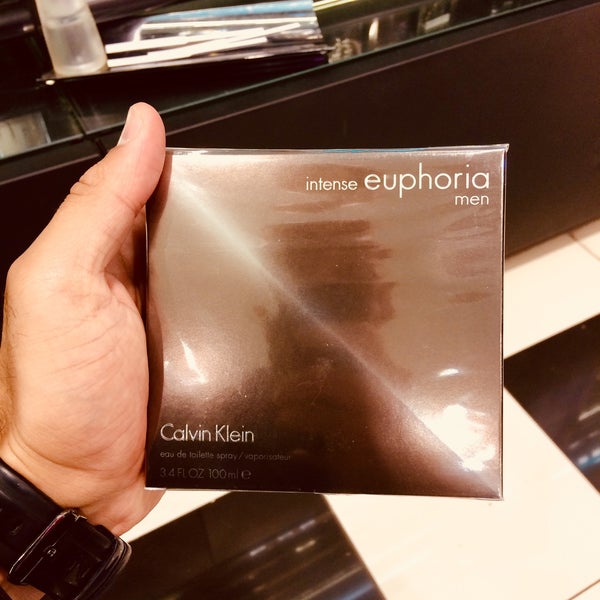 intense euphoria
men
Calvin Klein
eau de toilette spray / vaporisateur
3.4 FL OZ 100 ml ℮